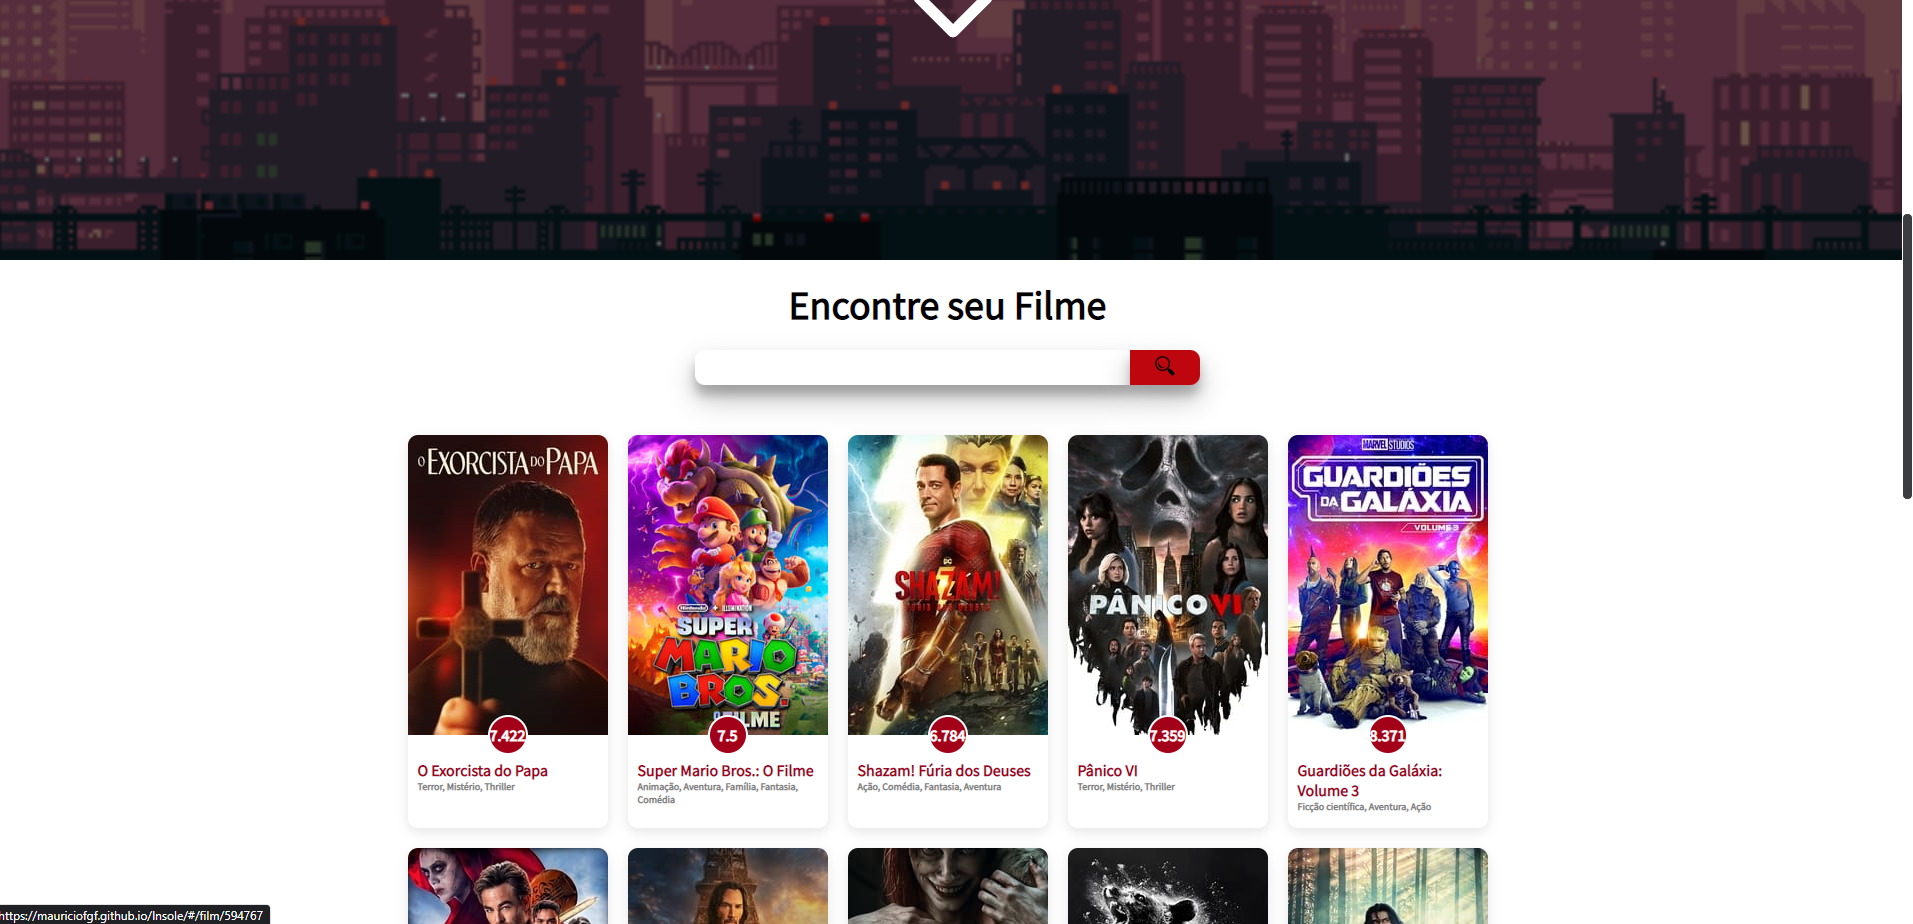 Encontre seu Filme
O EXORCISTA DO PAPA
Nintendo + ILLUMINATION
SUPER
MARIO
BROS.
O FILME
DC
SHAZAM!
FÚRIA DOS DEUSES
PÂNICO VI
MARVEL STUDIOS
GUARDIÕES
DA GALÁXIA
VOLUME 3
7.422
7.5
6.784
7.359
8.371
O Exorcista do Papa
Terror, Mistério, Thriller
Super Mario Bros.: O Filme
Animação, Aventura, Família, Fantasia,
Comédia
Shazam! Fúria dos Deuses
Ação, Comédia, Fantasia, Aventura
Pânico VI
Terror, Mistério, Thriller
Guardiões da Galáxia:
Volume 3
Ficção científica, Aventura, Ação
https://mauriciofgf.github.io/Insole/#/film/594767